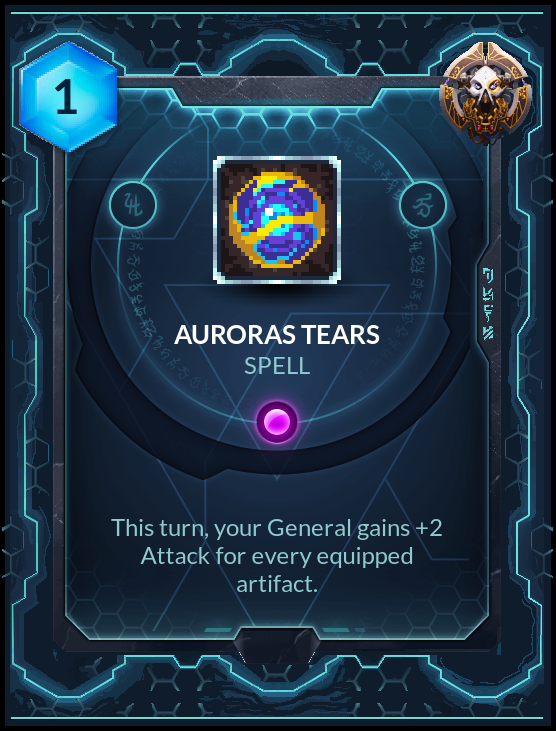 1
AURORAS TEARS
SPELL
This turn, your General gains +2
Attack for every equipped
artifact.